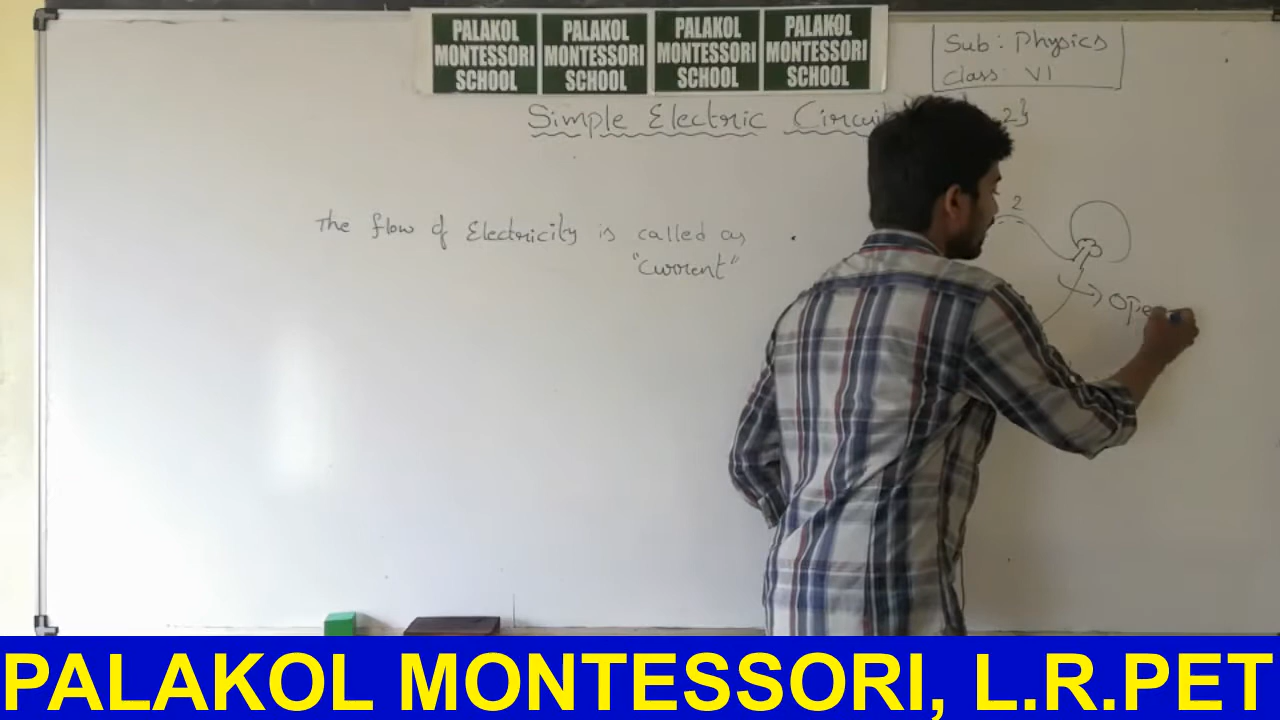 PALAKOL MONTESSORI SCHOOL
PALAKOL MONTESSORI SCHOOL
PALAKOL MONTESSORI SCHOOL
PALAKOL MONTESSORI SCHOOL
Sub: Physics
Class: VI
Simple Electric Circuit
2}
2
The flow of Electricity is called as
"Current"
Ope
PALAKOL MONTESSORI, L.R.PET